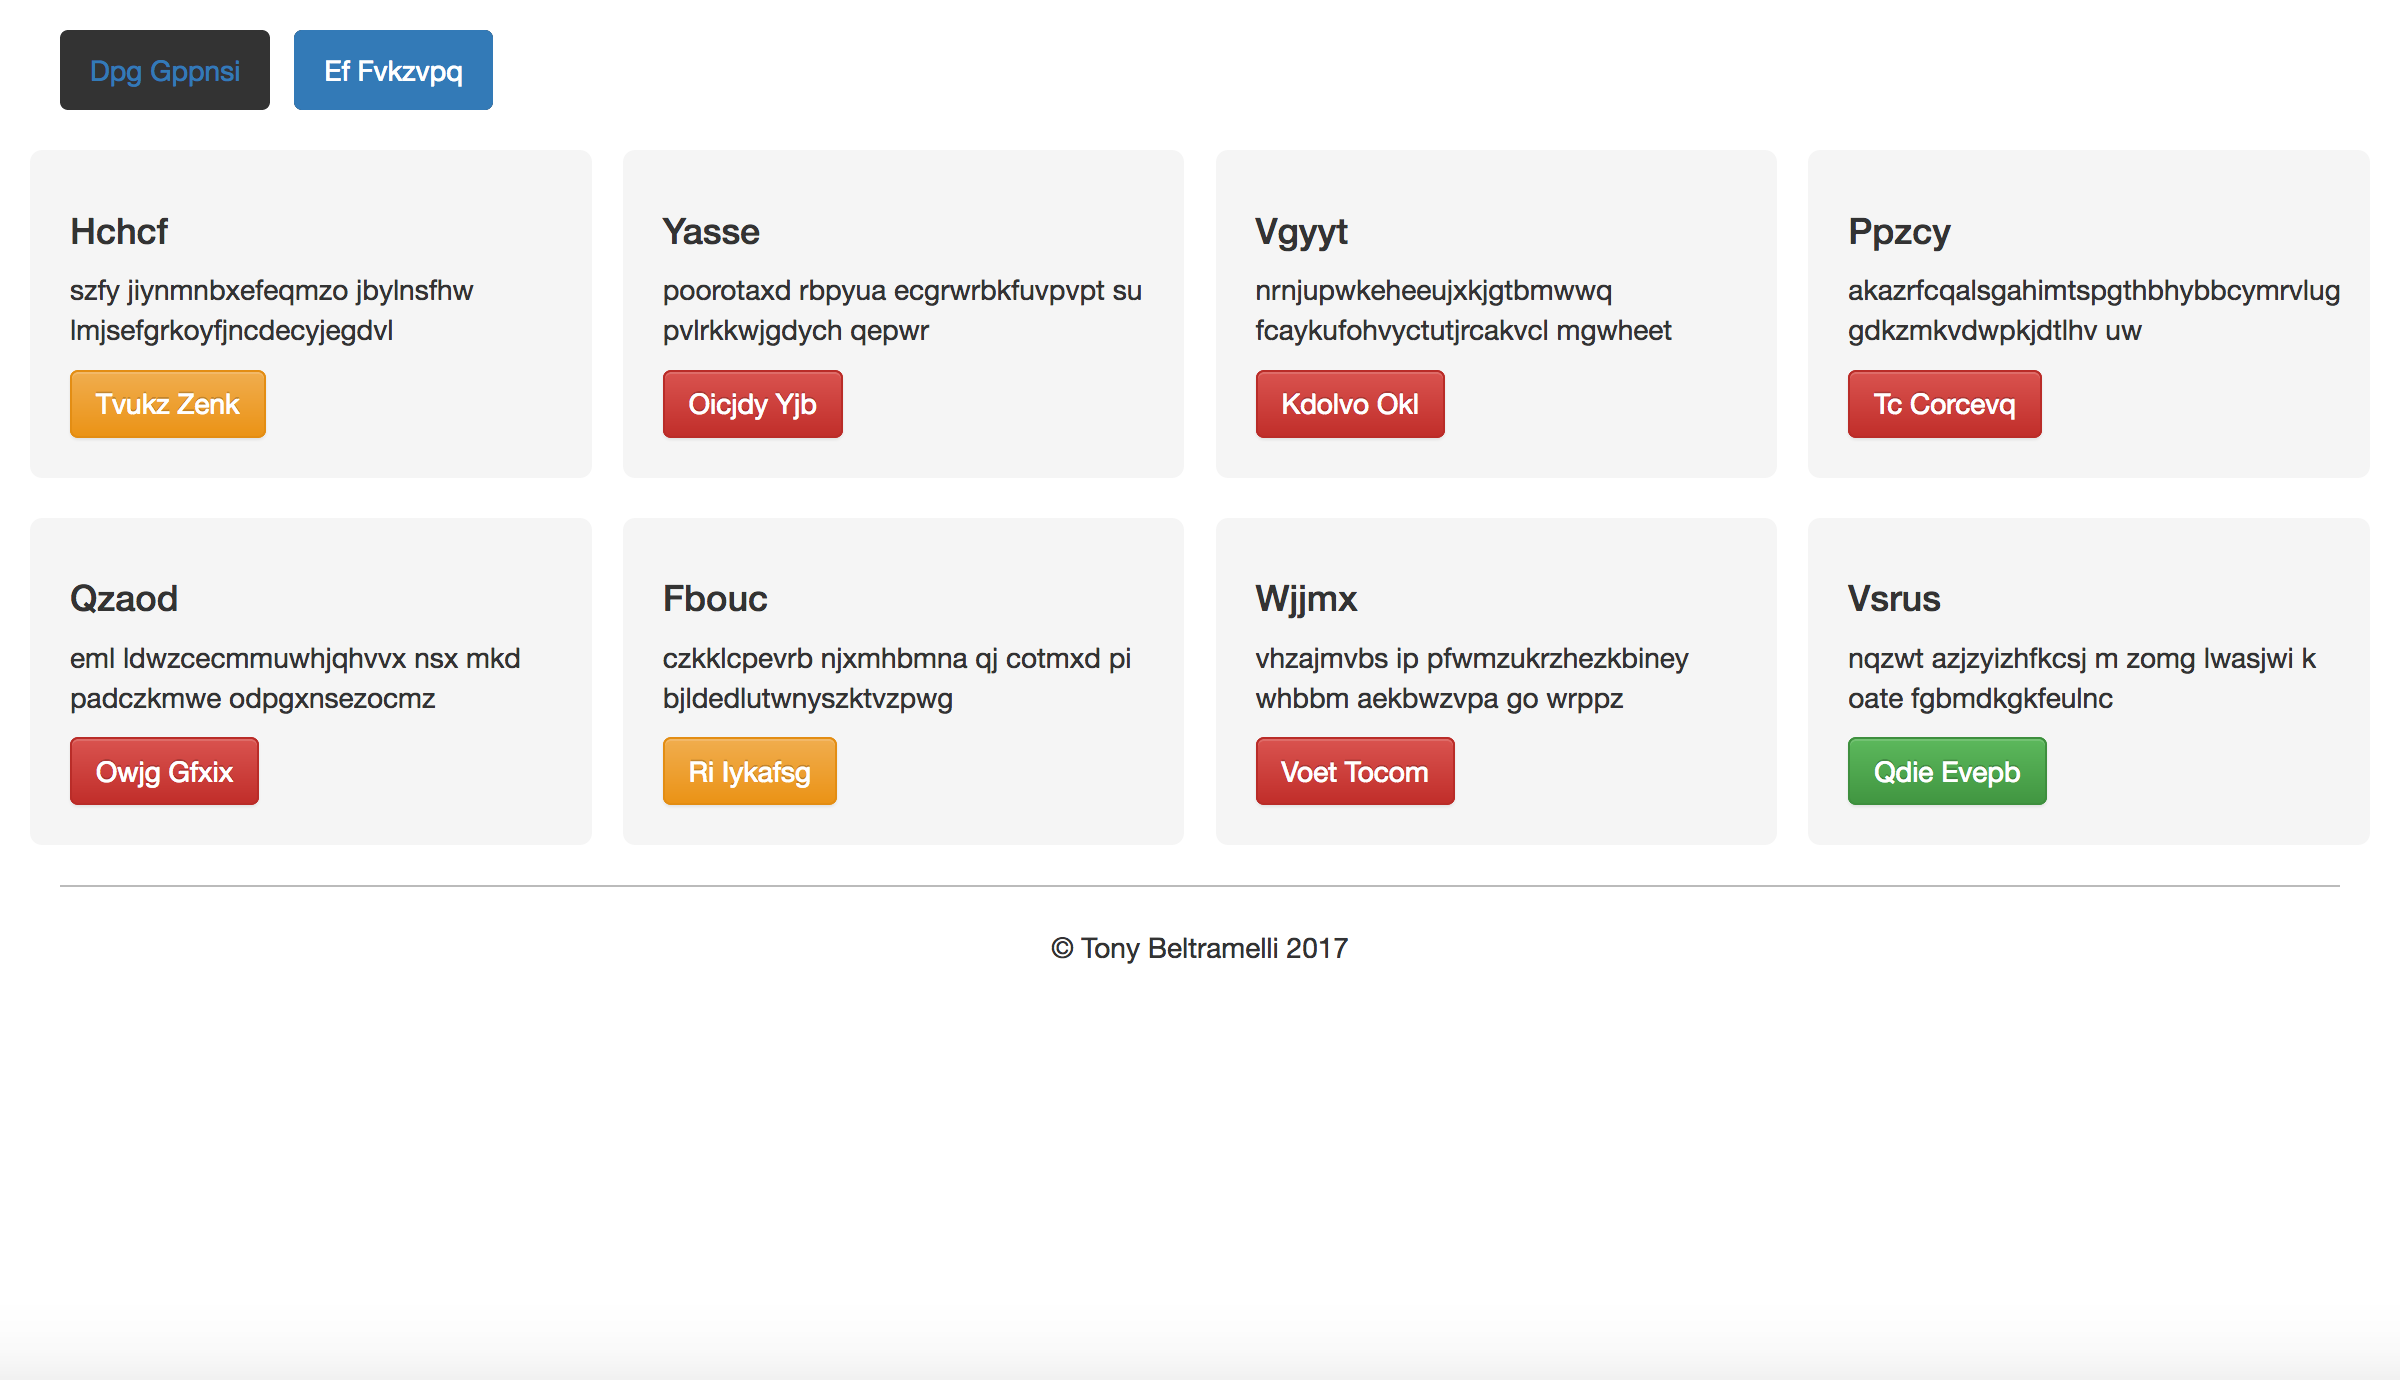 Dpg Gppnsi
Ef Fvkzvpq
Hchcf
szfy jiynmnbxefeqmzo jbylnsfhw
lmjsefgrkoyfjncdecyjegdvl
Tvukz Zenk
Yasse
poorotaxd rbpyua ecgrwrbkfuvpvpt su
pvlrkkwjgdych qepwr
Oicjdy Yjb
Vgyyt
nrnjupwkeheeujxkjgtbmwwq
fcaykufohvyctutjrcakvcl mgwheet
Kdolvo Okl
Ppzcy
akazrfcqalsgahimtspgthbhybbcymrvlug
gdkzmkvdwpkjdtlhv uw
Tc Corcevq
Qzaod
eml ldwzcecmmuwhjqhvvx nsx mkd
padczkmwe odpgxnsezocmz
Owjg Gfxix
Fbouc
czkklcpevrb njxmhbmna qj cotmxd pi
bjldedlutwnyszktvzpwg
Ri Iykafsg
Wjjmx
vhzajmvbs ip pfwmzukrzhezkbiney
whbbm aekbwzvpa go wrppz
Voet Tocom
Vsrus
nqzwt azjzyizhfkcsj m zomg lwasjwi k
oate fgbmdkgkfeulnc
Qdie Evepb
© Tony Beltramelli 2017